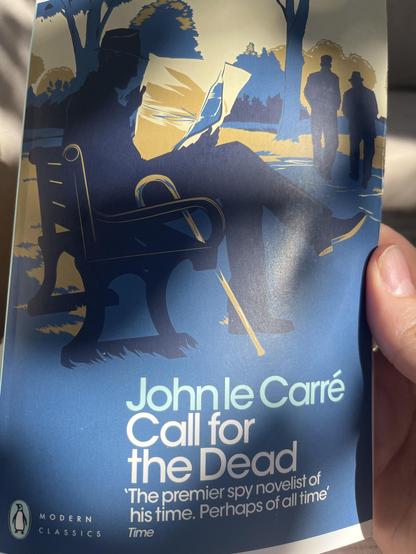 John le Carré
Call for
the Dead
‘The premier spy novelist of
his time. Perhaps of all time’
Time
MODERN
CLASSICS